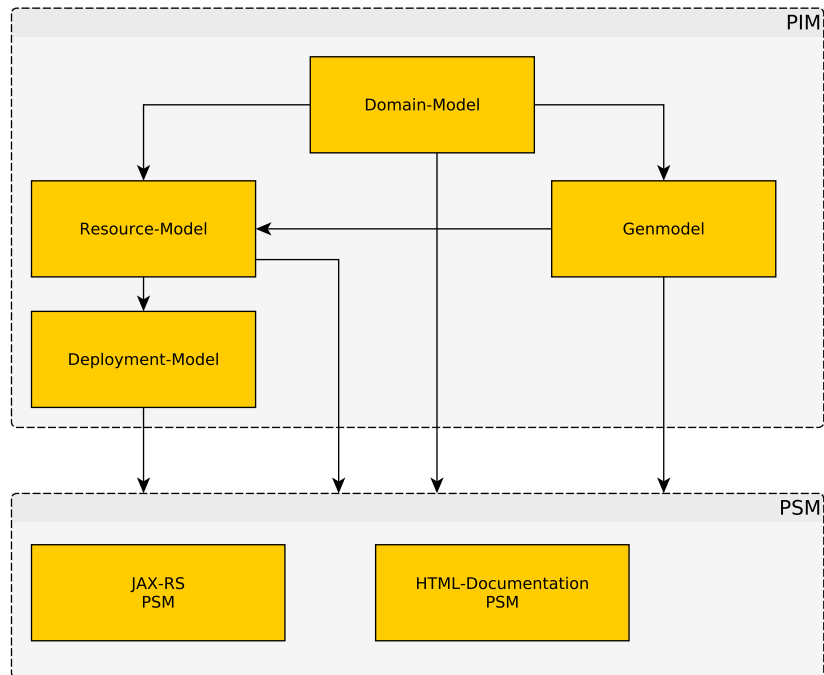 PIM
Domain-Model
Resource-Model
Genmodel
Deployment-Model
PSM
JAX-RS
PSM
HTML-Documentation
PSM